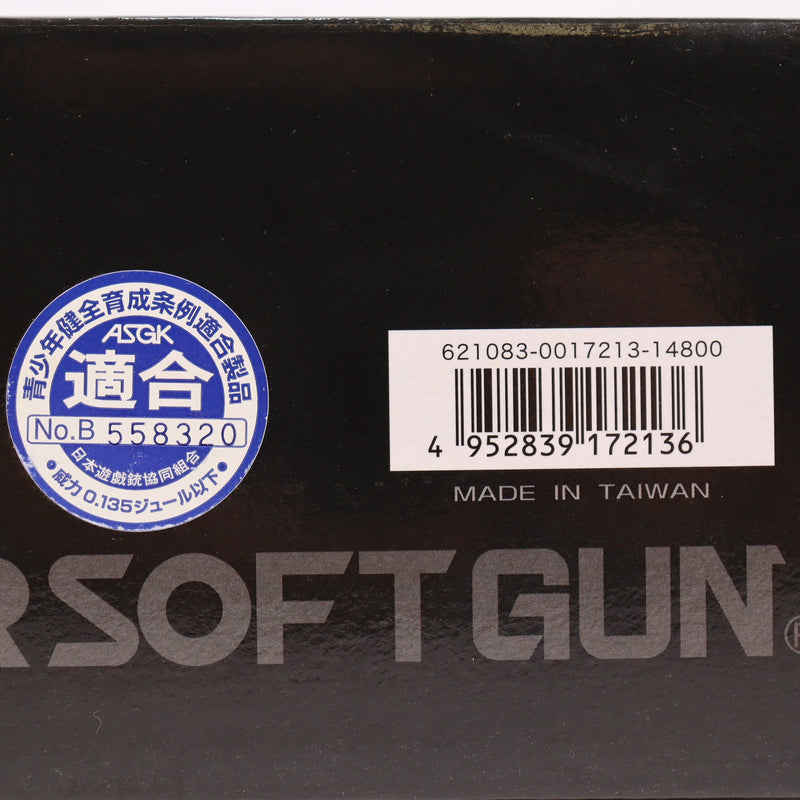 青少年健全育成条例適合製品
ASGK
適合
No.B 558320
日本遊戯銃協同組合
• 威力 0.135ジュール以下 •
621083-0017213-14800
4 952839 172136
MADE IN TAIWAN
RSOFTGUN®